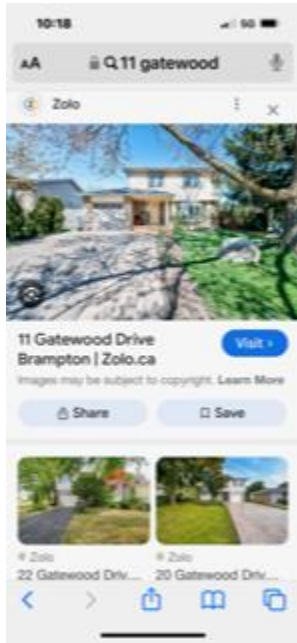 10:18
5G
AA
11 gatewood
Zolo
11 Gatewood Drive
Brampton | Zolo.ca
Visit >
Images may be subject to copyright. Learn More
Share
Save
Zolo
Zolo
22 Gatewood Driv...
20 Gatewood Driv...